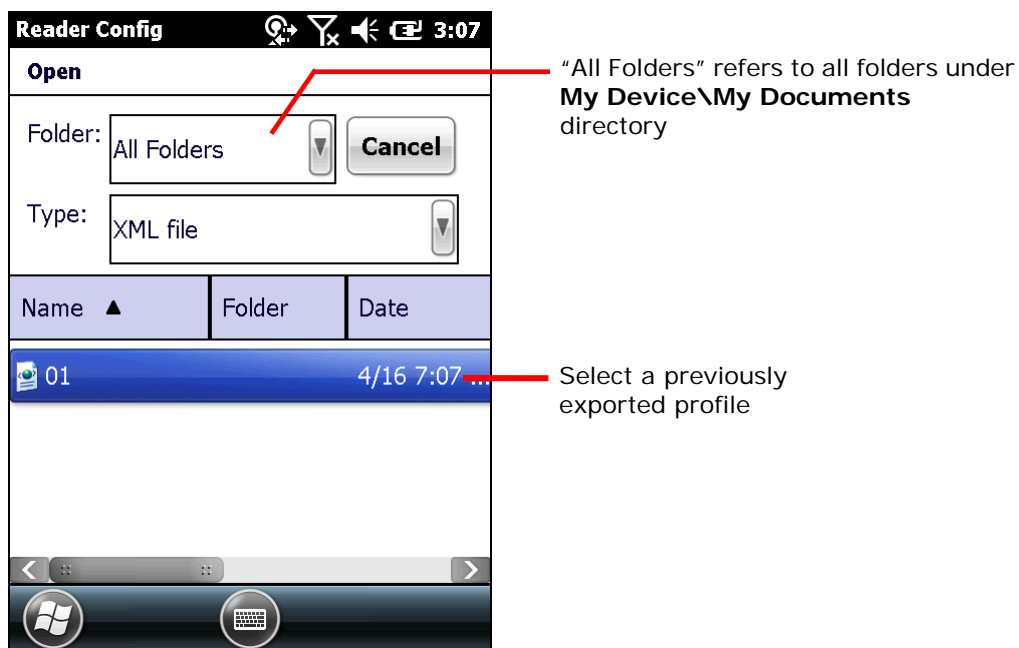 Reader Config 3:07
Open
Folder: All Folders Cancel
Type: XML file
Name ▲ Folder Date
01 4/16 7:07 ...
“All Folders” refers to all folders under
My Device\My Documents
directory
Select a previously
exported profile